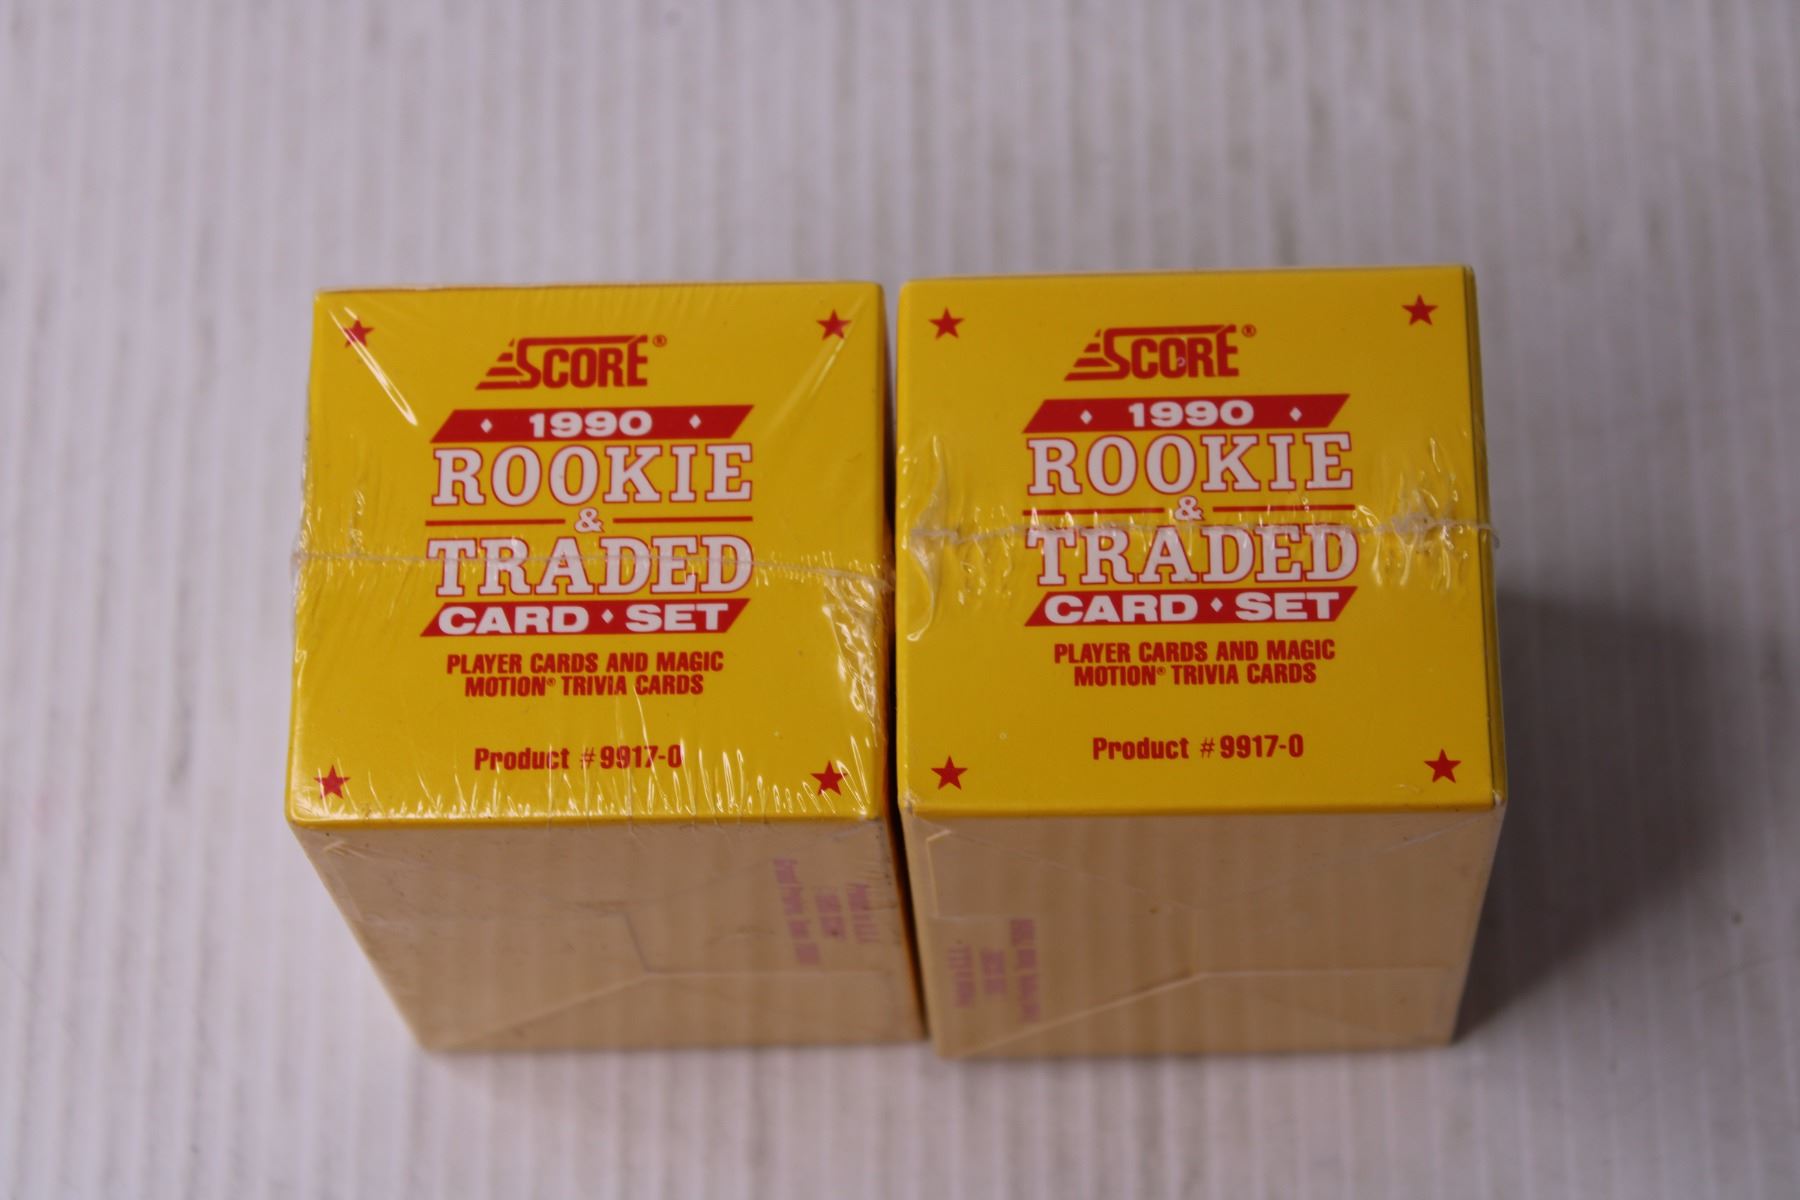 SCORE®
1990
ROOKIE
&
TRADED
CARD SET
PLAYER CARDS AND MAGIC
MOTION® TRIVIA CARDS
Product #9917-0
SCORE®
1990
ROOKIE
&
TRADED
CARD SET
PLAYER CARDS AND MAGIC
MOTION® TRIVIA CARDS
Product #9917-0